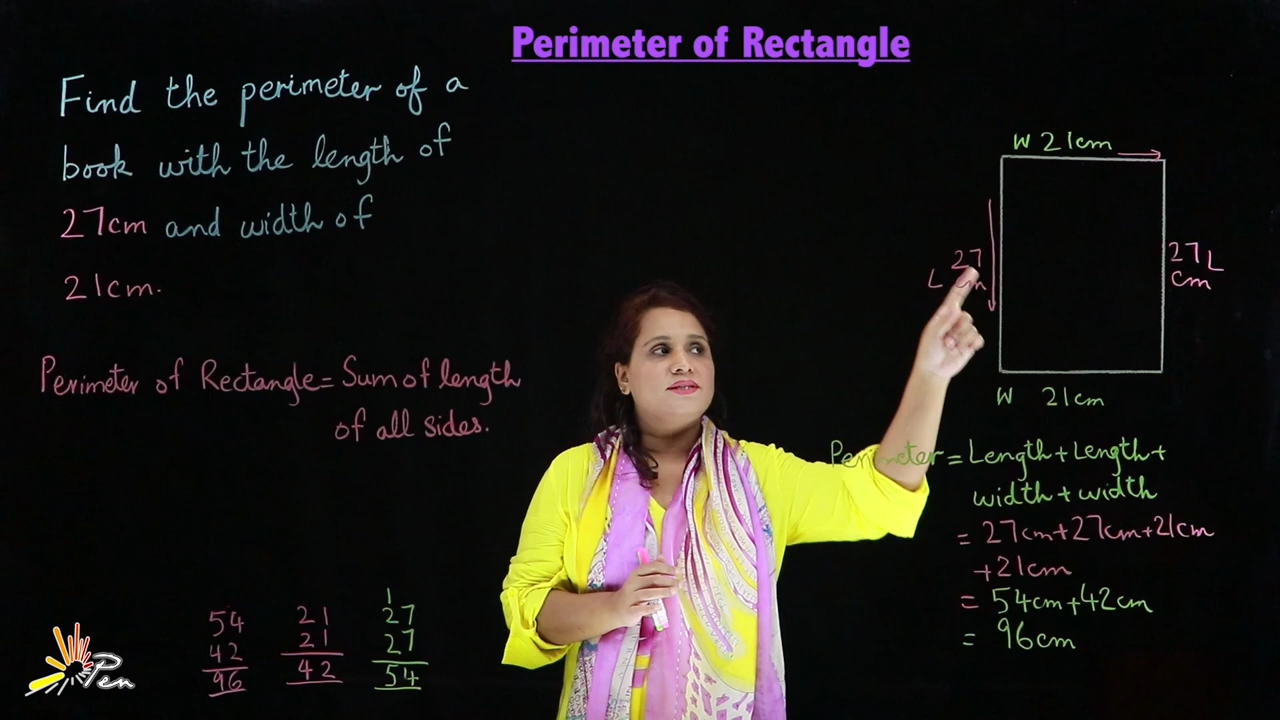 Perimeter of Rectangle
Find the perimeter of a
book with the length of
27cm and width of
21cm.
Perimeter of Rectangle = Sum of length
of all sides.
W 21cm
27
L cm
27 L
cm
W 21cm
Perimeter = Length + Length +
width + width
= 27cm + 27cm + 21cm
+ 21cm
= 54cm + 42cm
= 96cm
54
42
96
21
21
42
1
27
27
54
Pen